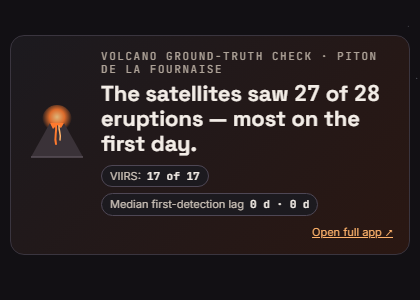 VOLCANO GROUND-TRUTH CHECK · PITON
DE LA FOURNAISE
The satellites saw 27 of 28
eruptions — most on the
first day.
VIIRS: 17 of 17
Median first-detection lag 0 d · 0 d
Open full app ↗